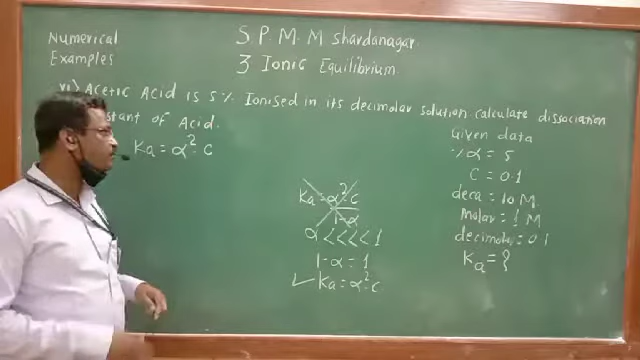 Numerical
Examples
S.P.M.M Shardanagar.
3 Ionic Equilibrium.
Acetic Acid is 5% Ionised in its decimolar solution. calculate dissociation
stant of Acid.
Ka = α². c
Given data
% α = 5
C = 0.1
deca = 10 M
Molar = 1 M
decimolar = 0.1
Ka = ?
Ka = α². c
1-α
α <<<< 1
1-α = 1
✓ Ka = α². c